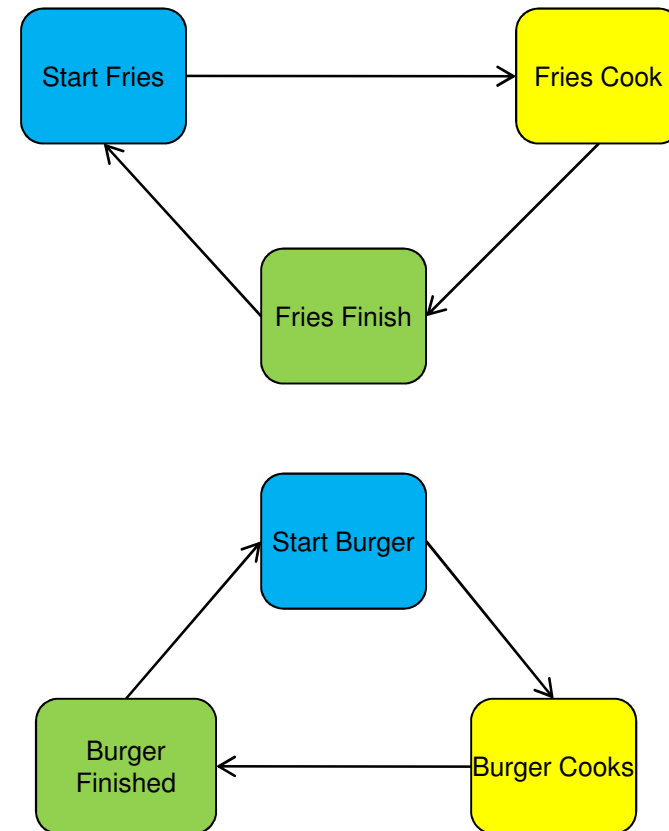 Start Fries
Fries Cook
Fries Finish
Start Burger
Burger
Finished
Burger Cooks